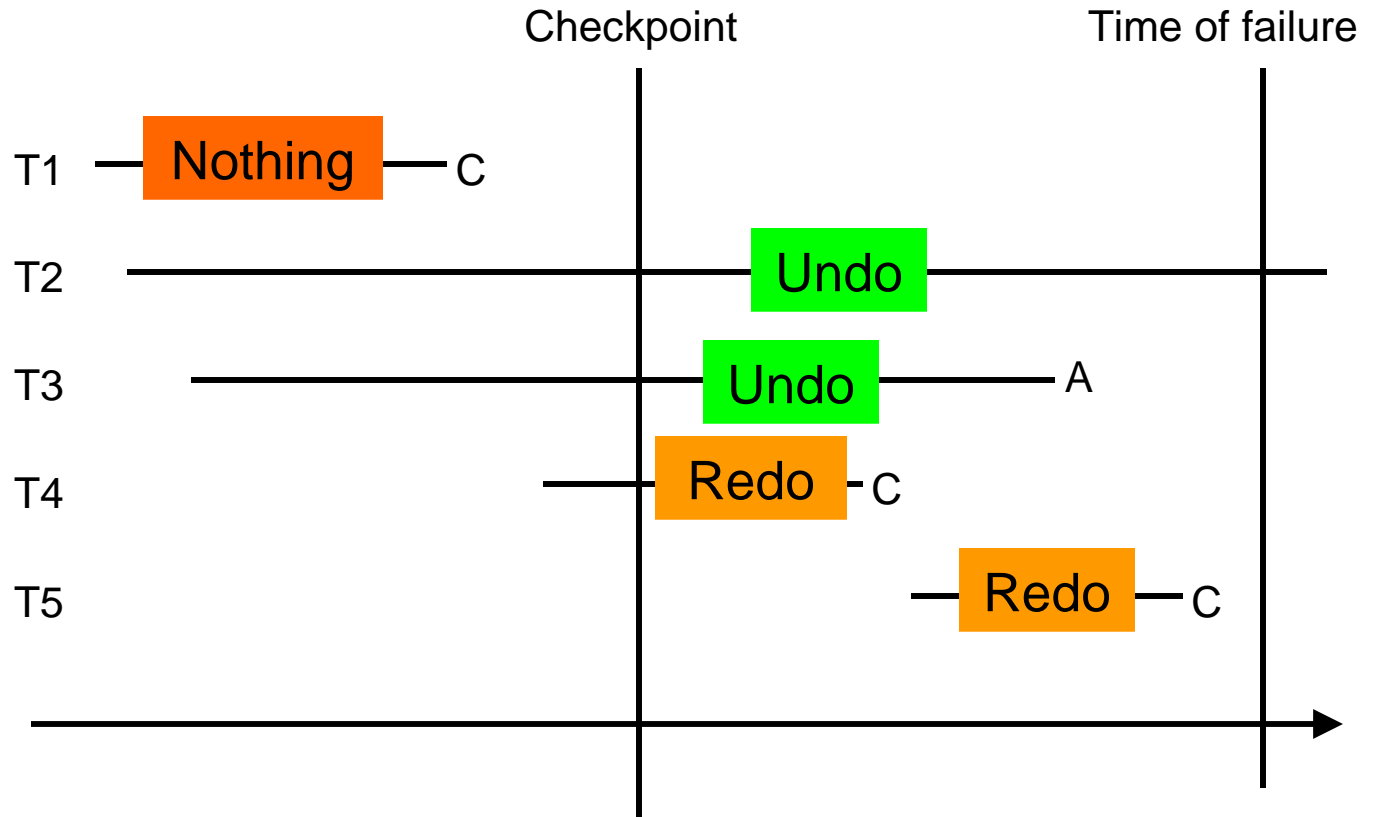 Checkpoint Time of failure
T1 Nothing C
T2 Undo
T3 Undo A
T4 Redo C
T5 Redo C